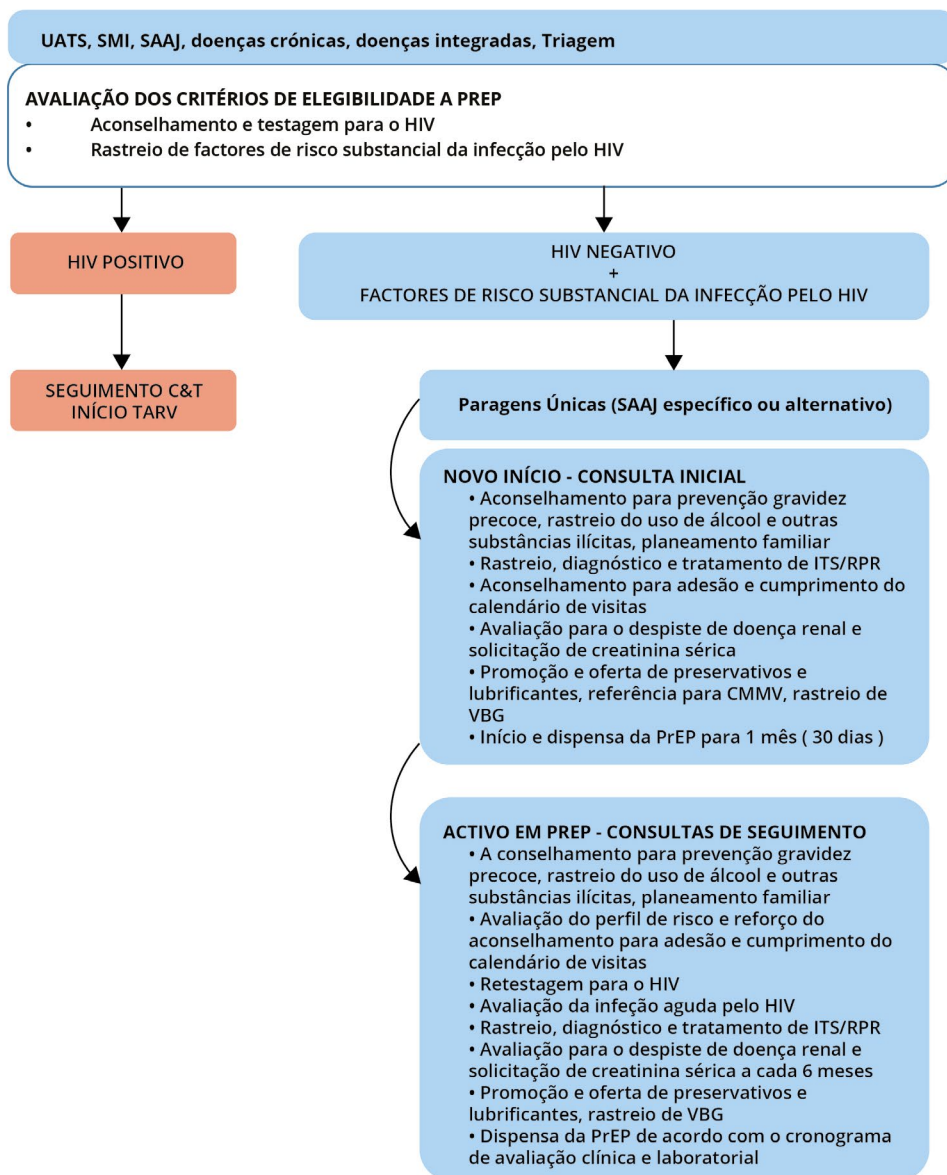 UATS, SMI, SAAJ, doenças crónicas, doenças integradas, Triagem
AVALIAÇÃO DOS CRITÉRIOS DE ELEGIBILIDADE A PREP
• Aconselhamento e testagem para o HIV
• Rastreio de factores de risco substancial da infecção pelo HIV
HIV POSITIVO
HIV NEGATIVO
+
FACTORES DE RISCO SUBSTANCIAL DA INFECÇÃO PELO HIV
SEGUIMENTO C&T
INÍCIO TARV
Paragens Únicas (SAAJ específico ou alternativo)
NOVO INÍCIO - CONSULTA INICIAL
• Aconselhamento para prevenção gravidez
precoce, rastreio do uso de álcool e outras
substâncias ilícitas, planeamento familiar
• Rastreio, diagnóstico e tratamento de ITS/RPR
• Aconselhamento para adesão e cumprimento do
calendário de visitas
• Avaliação para o despiste de doença renal e
solicitação de creatinina sérica
• Promoção e oferta de preservativos e
lubrificantes, referência para CMMV, rastreio de
VBG
• Início e dispensa da PrEP para 1 mês ( 30 dias )
ACTIVO EM PREP - CONSULTAS DE SEGUIMENTO
• A conselhamento para prevenção gravidez
precoce, rastreio do uso de álcool e outras
substâncias ilícitas, planeamento familiar
• Avaliação do perfil de risco e reforço do
aconselhamento para adesão e cumprimento do
calendário de visitas
• Retestagem para o HIV
• Avaliação da infeção aguda pelo HIV
• Rastreio, diagnóstico e tratamento de ITS/RPR
• Avaliação para o despiste de doença renal e
solicitação de creatinina sérica a cada 6 meses
• Promoção e oferta de preservativos e
lubrificantes, rastreio de VBG
• Dispensa da PrEP de acordo com o cronograma
de avaliação clínica e laboratorial